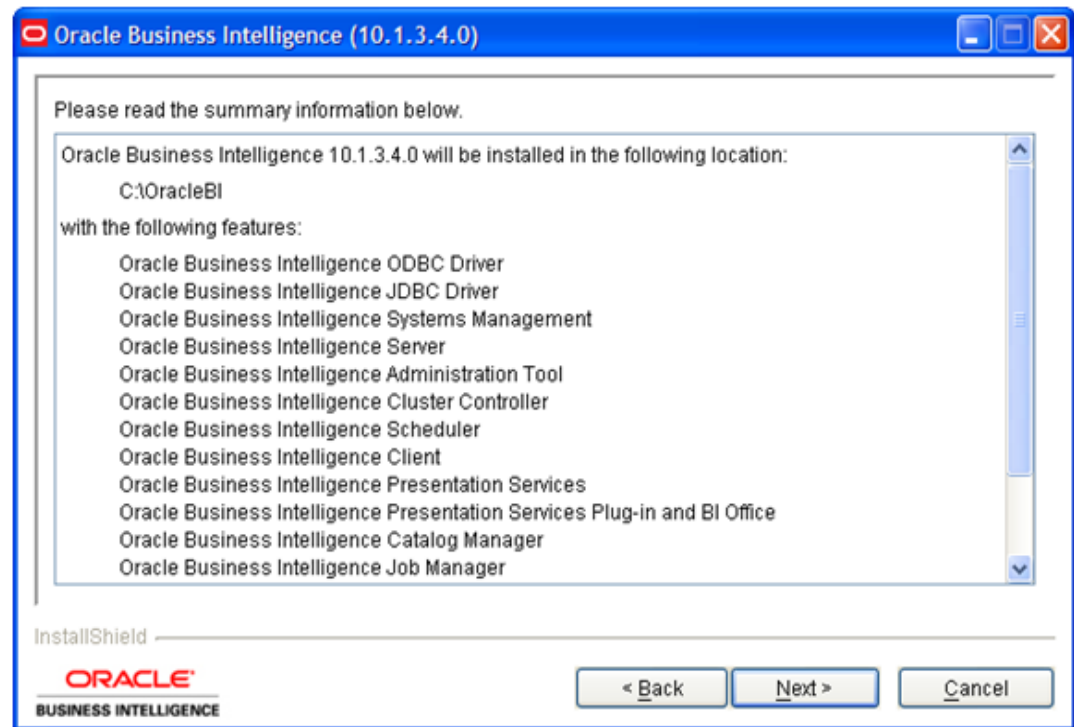 Oracle Business Intelligence (10.1.3.4.0)
Please read the summary information below.
Oracle Business Intelligence 10.1.3.4.0 will be installed in the following location:
C:\OracleBI
with the following features:
Oracle Business Intelligence ODBC Driver
Oracle Business Intelligence JDBC Driver
Oracle Business Intelligence Systems Management
Oracle Business Intelligence Server
Oracle Business Intelligence Administration Tool
Oracle Business Intelligence Cluster Controller
Oracle Business Intelligence Scheduler
Oracle Business Intelligence Client
Oracle Business Intelligence Presentation Services
Oracle Business Intelligence Presentation Services Plug-in and BI Office
Oracle Business Intelligence Catalog Manager
Oracle Business Intelligence Job Manager
InstallShield
ORACLE
BUSINESS INTELLIGENCE
< Back
Next >
Cancel